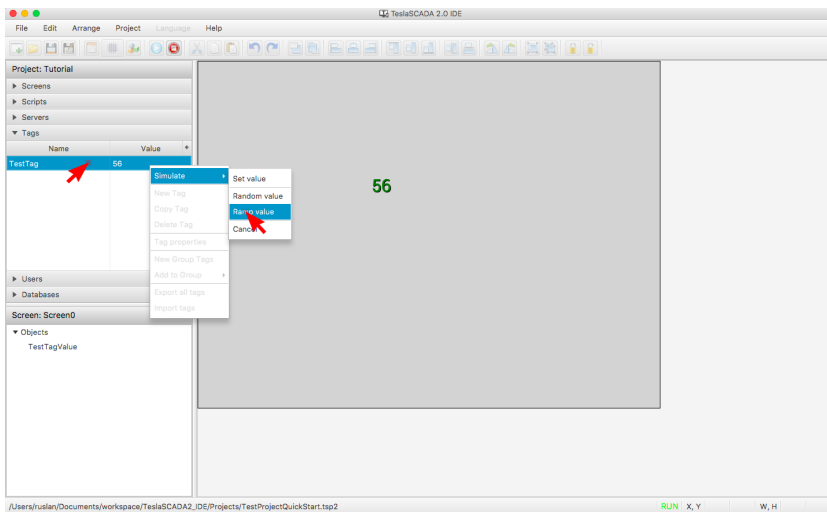 TeslaSCADA 2.0 IDE
File Edit Arrange Project Language Help
Project: Tutorial
Screens
Scripts
Servers
Tags
Name Value +
TestTag 56
Simulate
New Tag
Copy Tag
Delete Tag
Tag properties
New Group Tags
Add to Group
Export all tags
Import tags
Set value
Random value
Ramp value
Cancel
56
Users
Databases
Screen: Screen0
Objects
TestTagValue
/Users/ruslan/Documents/workspace/TeslaSCADA2_IDE/Projects/TestProjectQuickStart.tsp2 RUN X, Y W, H